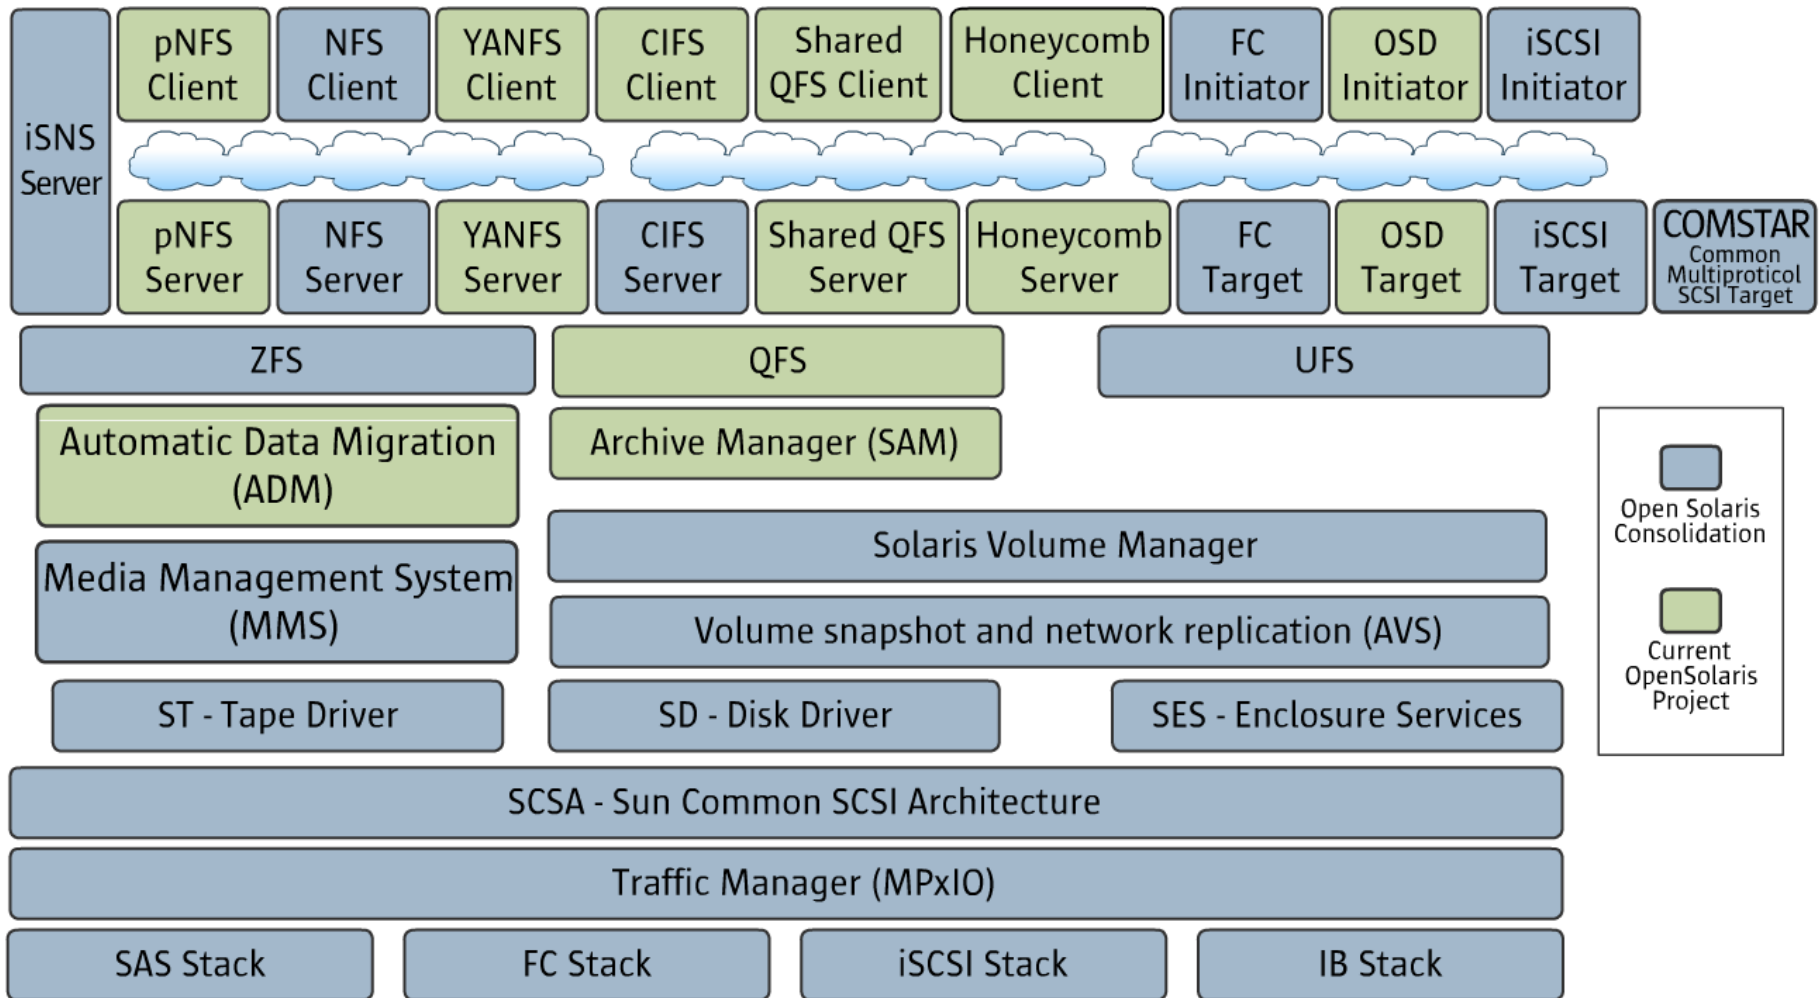 iSNS
Server
pNFS
Client
NFS
Client
YANFS
Client
CIFS
Client
Shared
QFS Client
Honeycomb
Client
FC
Initiator
OSD
Initiator
iSCSI
Initiator
pNFS
Server
NFS
Server
YANFS
Server
CIFS
Server
Shared QFS
Server
Honeycomb
Server
FC
Target
OSD
Target
iSCSI
Target
COMSTAR
Common
Multiproticol
SCSI Target
ZFS
QFS
UFS
Automatic Data Migration
(ADM)
Archive Manager (SAM)
Media Management System
(MMS)
Solaris Volume Manager
Volume snapshot and network replication (AVS)
ST - Tape Driver
SD - Disk Driver
SES - Enclosure Services
SCSA - Sun Common SCSI Architecture
Traffic Manager (MPxIO)
SAS Stack
FC Stack
iSCSI Stack
IB Stack
Open Solaris
Consolidation
Current
OpenSolaris
Project